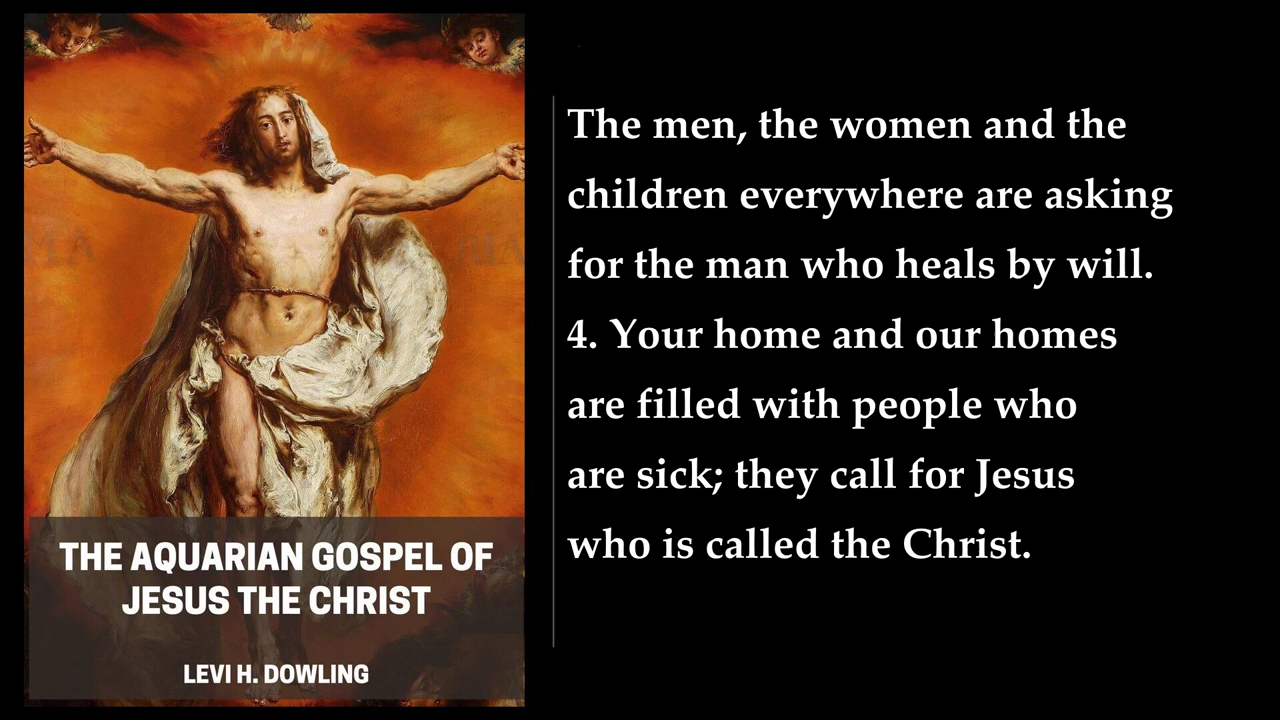 THE AQUARIAN GOSPEL OF
JESUS THE CHRIST
LEVI H. DOWLING
The men, the women and the
children everywhere are asking
for the man who heals by will.
4. Your home and our homes
are filled with people who
are sick; they call for Jesus
who is called the Christ.